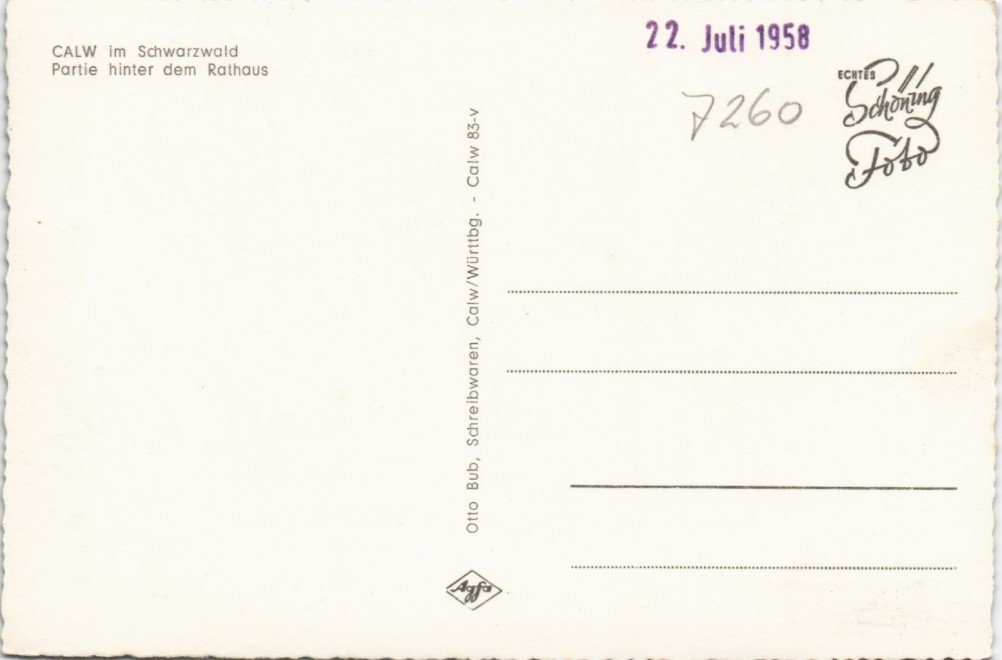 CALW im Schwarzwald
Partie hinter dem Rathaus
22. Juli 1958
7260
ECHTES
Schöning
Foto
Otto Bub, Schreibwaren, Calw/Württbg. - Calw 83-v
Agfa